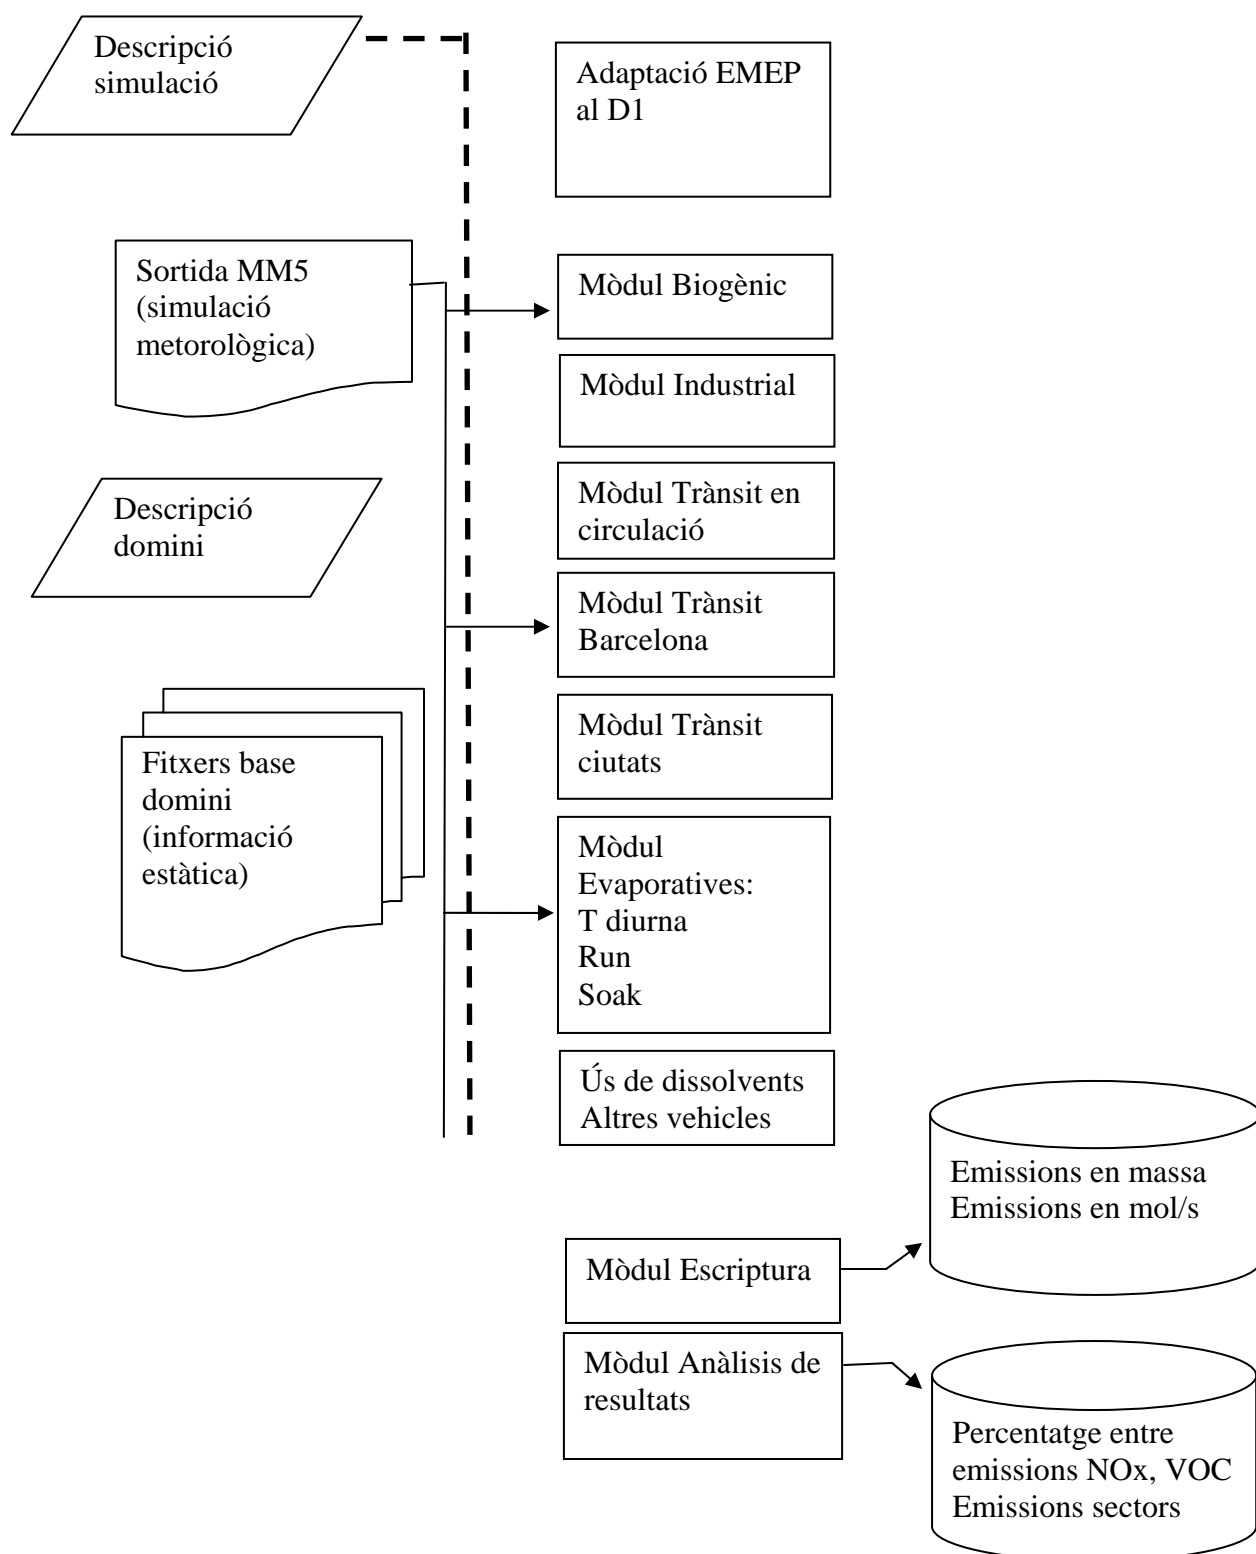 Descripció
simulació
Adaptació EMEP
al D1
Sortida MM5
(simulació
metorològica)
Mòdul Biogènic
Mòdul Industrial
Descripció
domini
Mòdul Trànsit en
circulació
Mòdul Trànsit
Barcelona
Mòdul Trànsit
ciutats
Fitxers base
domini
(informació
estàtica)
Mòdul
Evaporatives:
T diurna
Run
Soak
Ús de dissolvents
Altres vehicles
Emissions en massa
Emissions en mol/s
Mòdul Escriptura
Mòdul Anàlisis de
resultats
Percentatge entre
emissions NOx, VOC
Emissions sectors